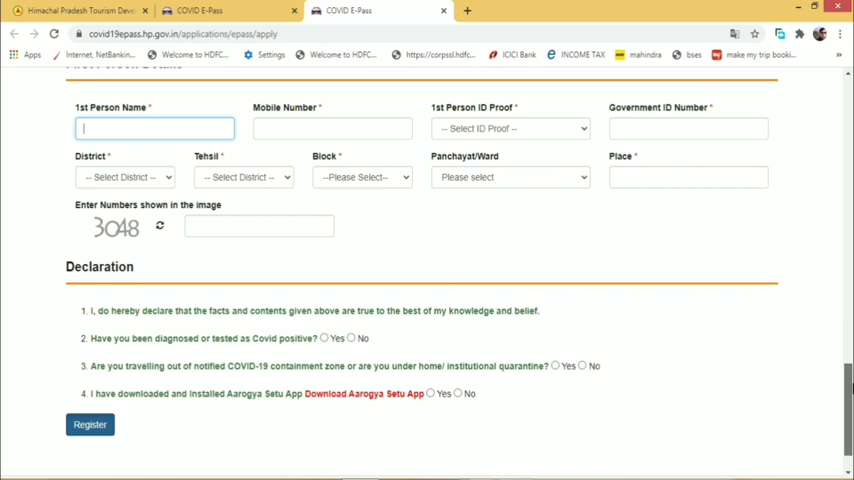 Himachal Pradesh Tourism Deve
COVID E-Pass
COVID E-Pass
covid19epass.hp.gov.in/applications/epass/apply
Apps
Internet, NetBankin...
Welcome to HDFC...
Settings
Welcome to HDFC...
https://corpssl.hdfc...
ICICI Bank
INCOME TAX
mahindra
bses
make my trip booki...
»
1st Person Name *
Mobile Number *
1st Person ID Proof *
Government ID Number *
-- Select ID Proof --
District *
Tehsil *
Block *
Panchayat/Ward
Place *
-- Select District --
-- Select District --
--Please Select--
Please select
Enter Numbers shown in the image
3048
Declaration
1. I, do hereby declare that the facts and contents given above are true to the best of my knowledge and belief.
2. Have you been diagnosed or tested as Covid positive? Yes No
3. Are you travelling out of notified COVID-19 containment zone or are you under home/ institutional quarantine? Yes No
4. I have downloaded and Installed Aarogya Setu App Download Aarogya Setu App Yes No
Register